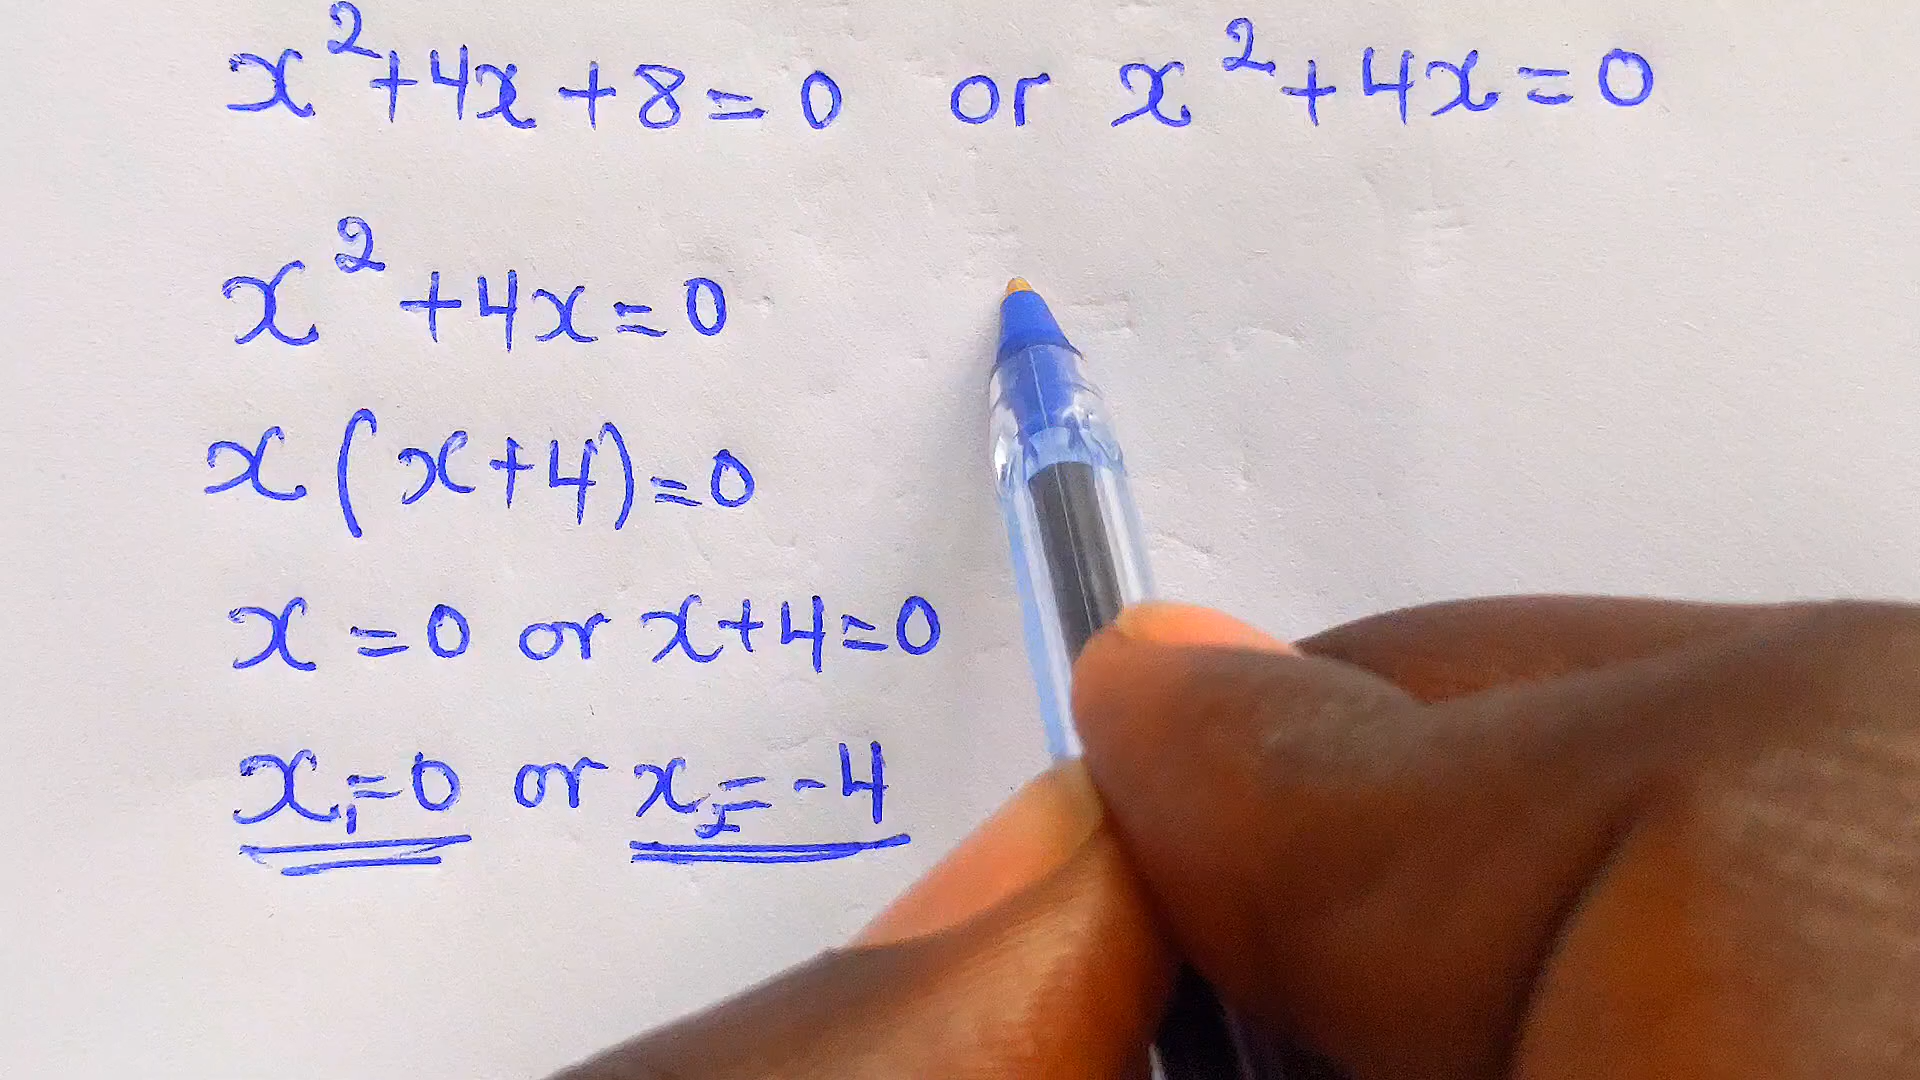 x²+4x+8=0 or x²+4x=0
x²+4x=0
x(x+4)=0
x=0 or x+4=0
x₁=0 or x₂=-4